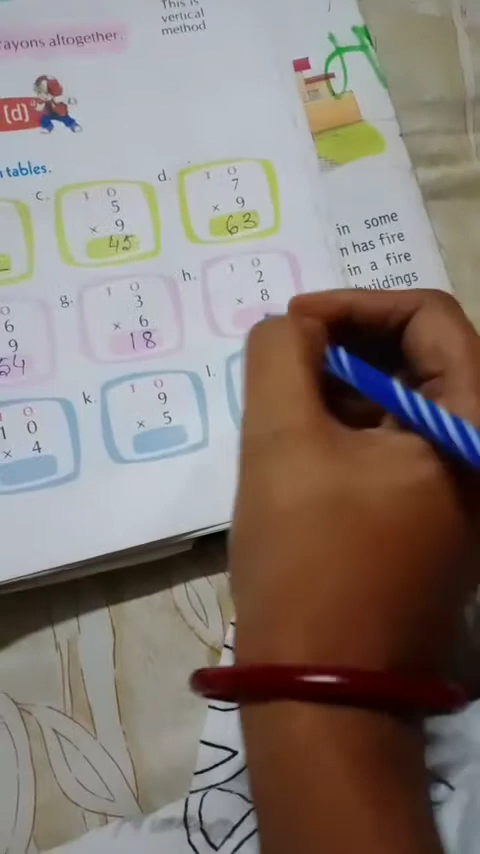 This is
vertical
method
rayons altogether.
[d]
tables.
c. 1 0
5
× 9
45
d. 1 0
7
× 9
63
0
6
9
54
g. 1 0
3
× 6
18
h. 1 0
2
× 8
1 0
1 0
× 4
k. 1 0
9
× 5
l.
in some
n has fire
in a fire
buildings